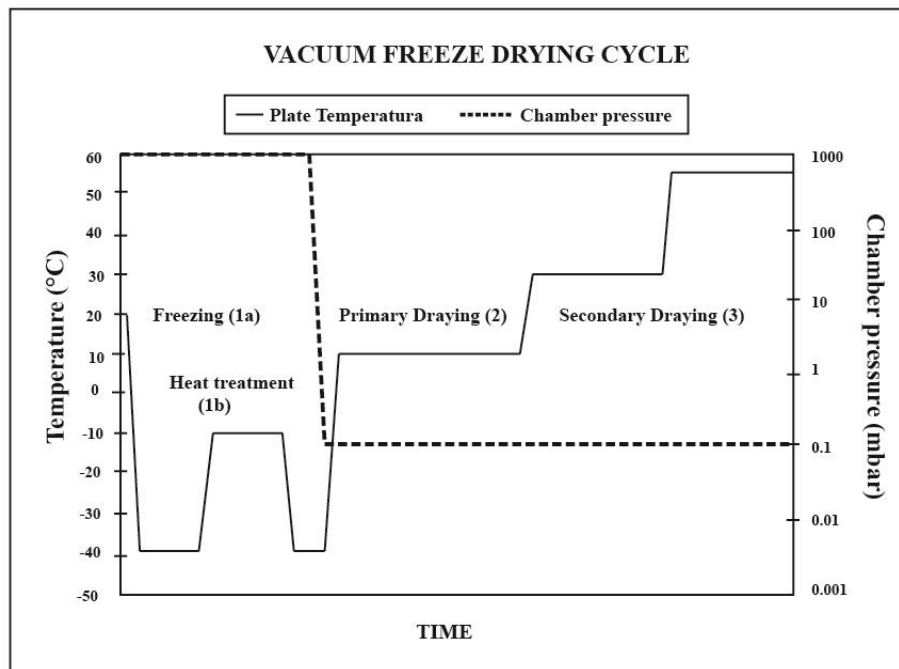 VACUUM FREEZE DRYING CYCLE
Plate Temperatura Chamber pressure
60
50
40
30
20
10
0
-10
-20
-30
-40
-50
Temperature (°C)
Freezing (1a)
Heat treatment
(1b)
Primary Draying (2)
Secondary Draying (3)
1000
100
10
1
0.1
0.01
0.001
Chamber pressure (mbar)
TIME